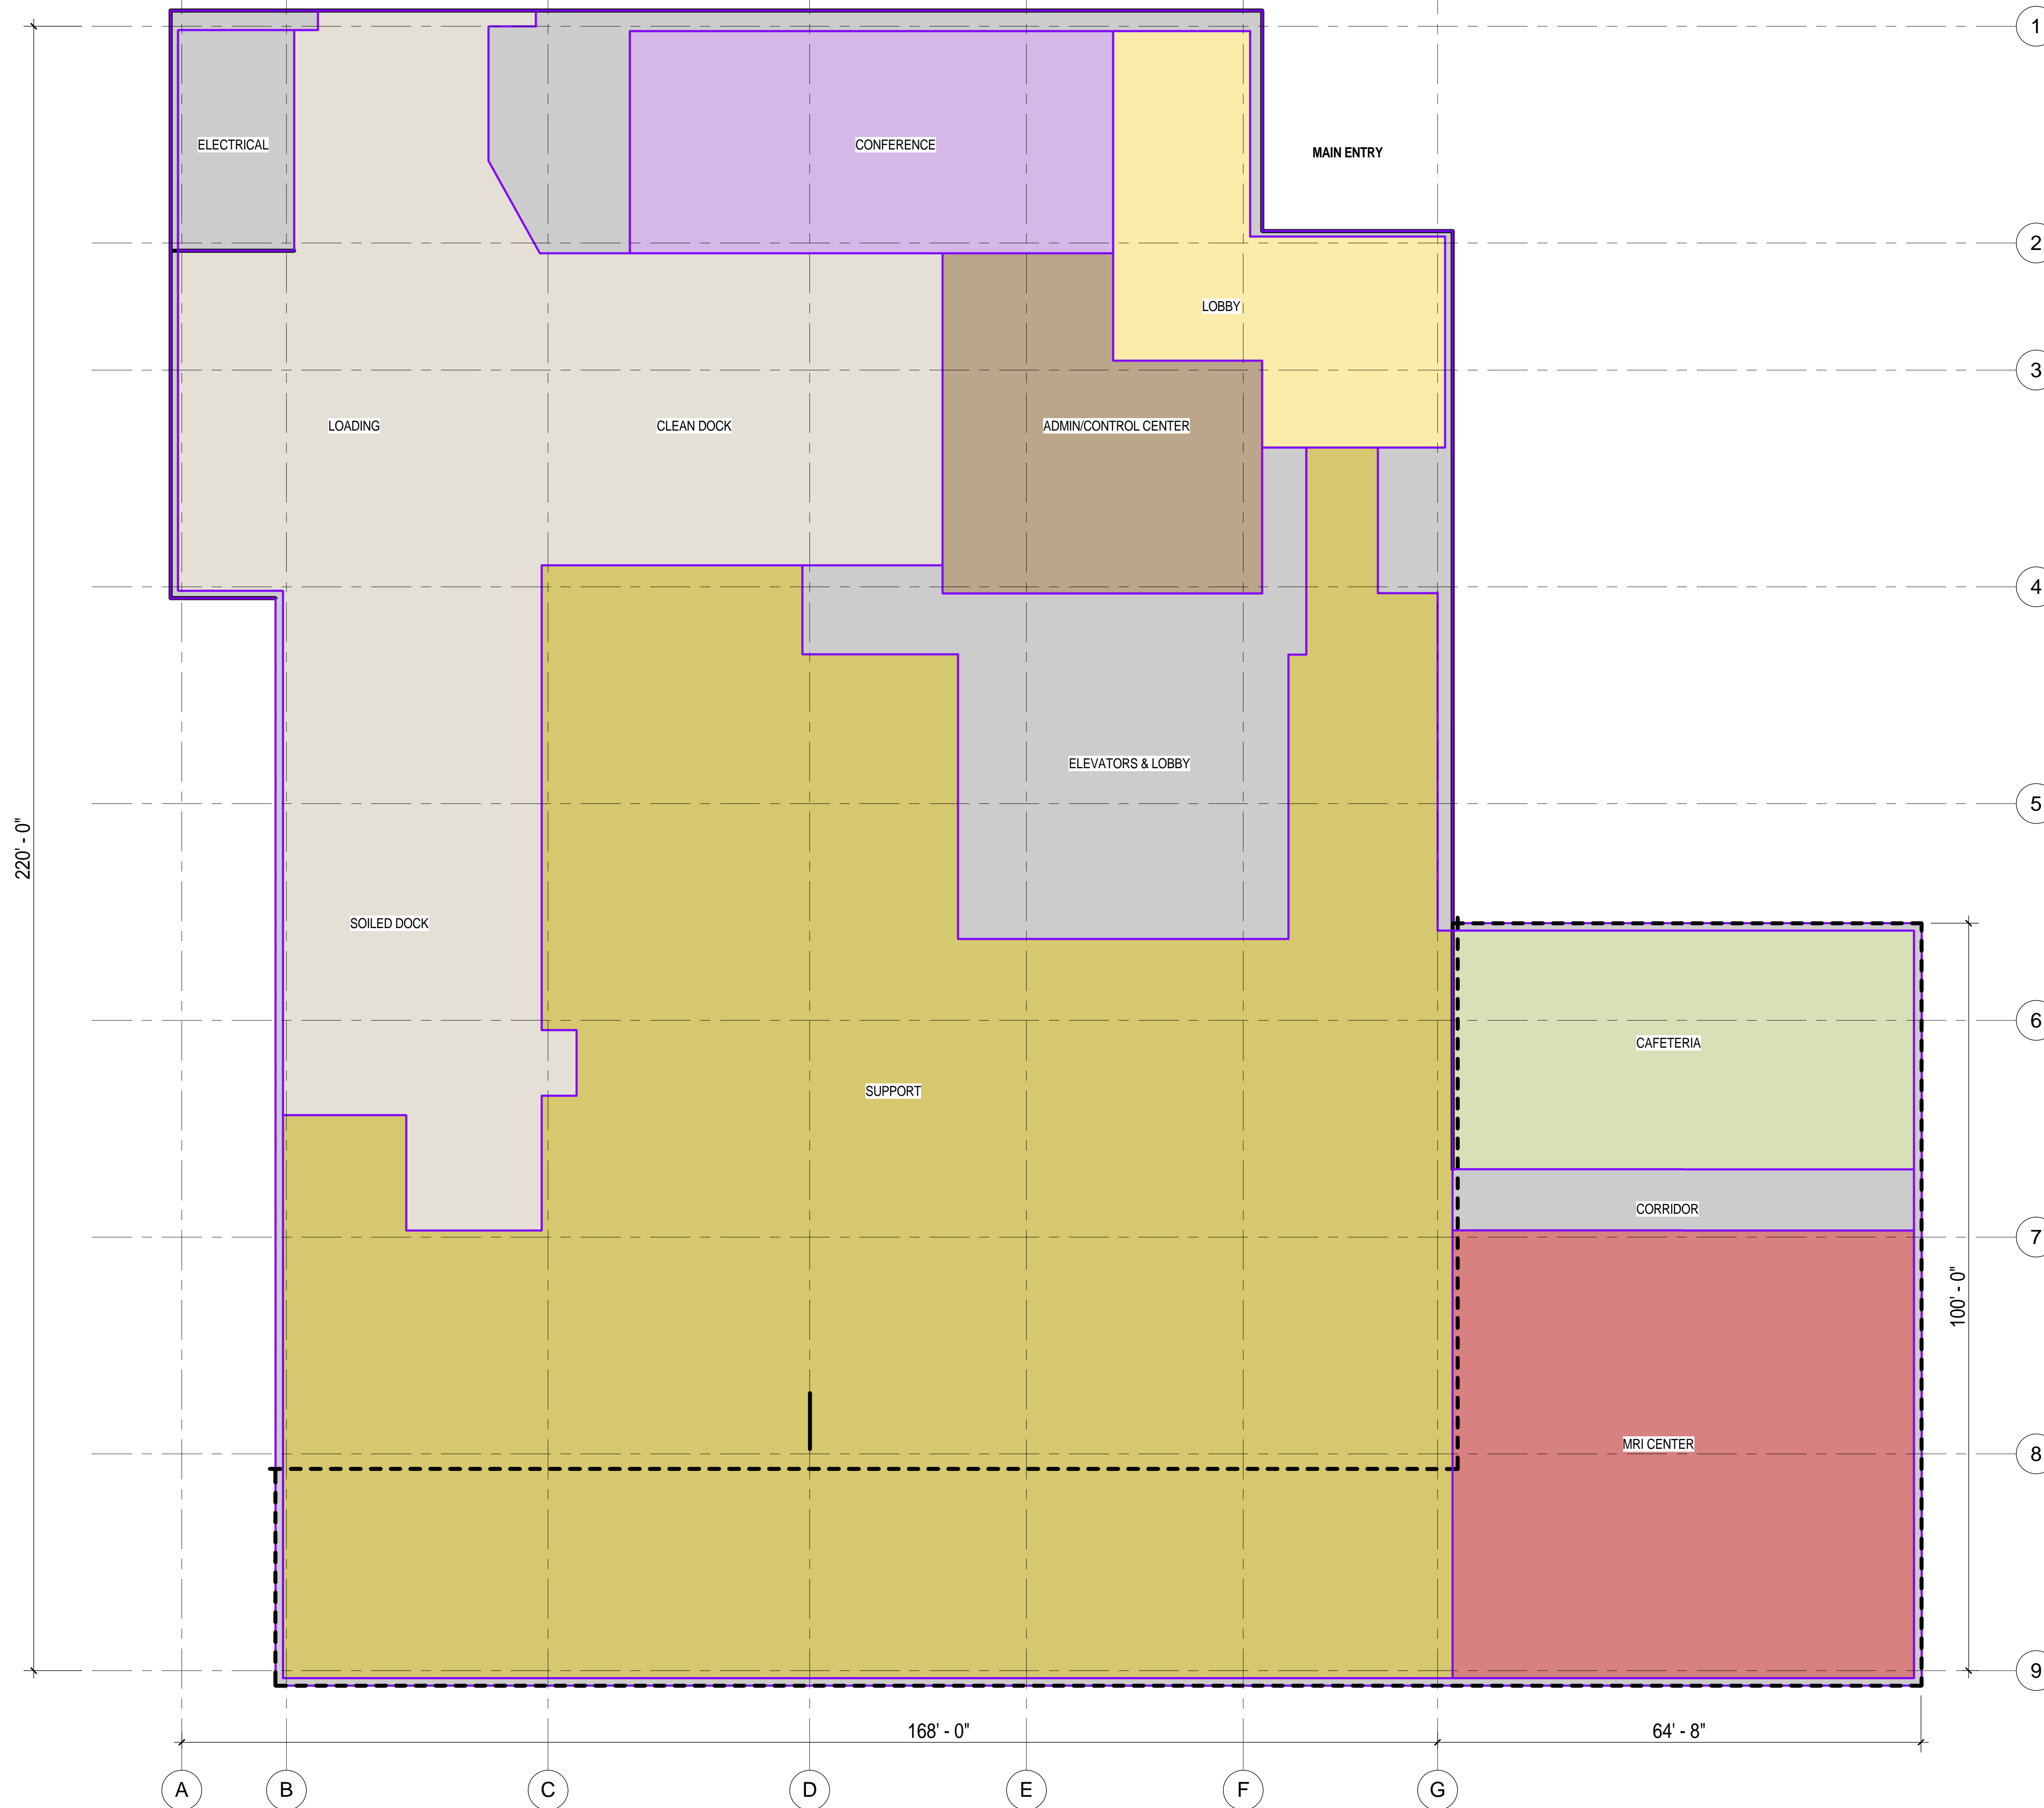 1
ELECTRICAL
CONFERENCE
MAIN ENTRY
2
LOBBY
3
LOADING
CLEAN DOCK
ADMIN/CONTROL CENTER
4
ELEVATORS & LOBBY
5
220' - 0"
SOILED DOCK
6
CAFETERIA
SUPPORT
CORRIDOR
7
100' - 0"
MRI CENTER
8
9
168' - 0"
64' - 8"
A
B
C
D
E
F
G